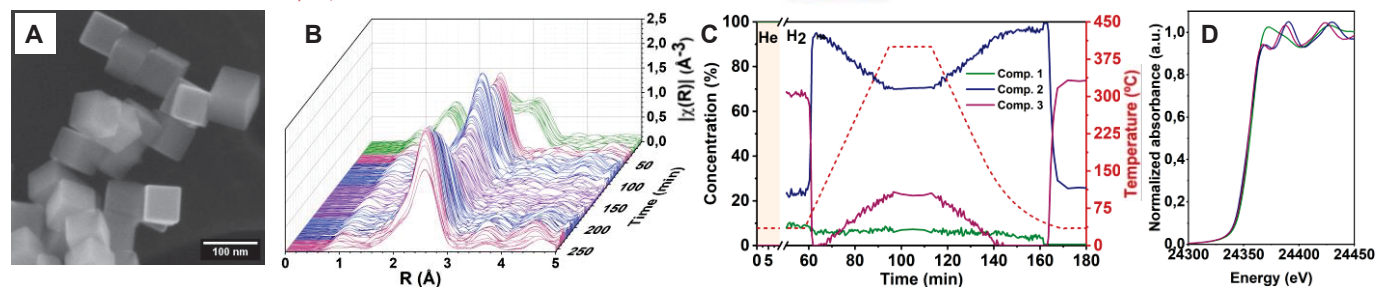 A
100 nm
B
2,5
2,0
1,5
1,0
0,5
0,0
|χ(R)| (Å-3)
50
100
150
200
250
Time (min)
0 1 2 3 4 5
R (Å)
C
He
H2
100
80
60
40
20
0
Concentration (%)
Comp. 1
Comp. 2
Comp. 3
450
375
300
225
150
75
0
Temperature (ºC)
0 5 60 80 100 120 140 160 180
Time (min)
D
1,0
0,8
0,6
0,4
0,2
0,0
Normalized absorbance (a.u.)
24300 24350 24400 24450
Energy (eV)